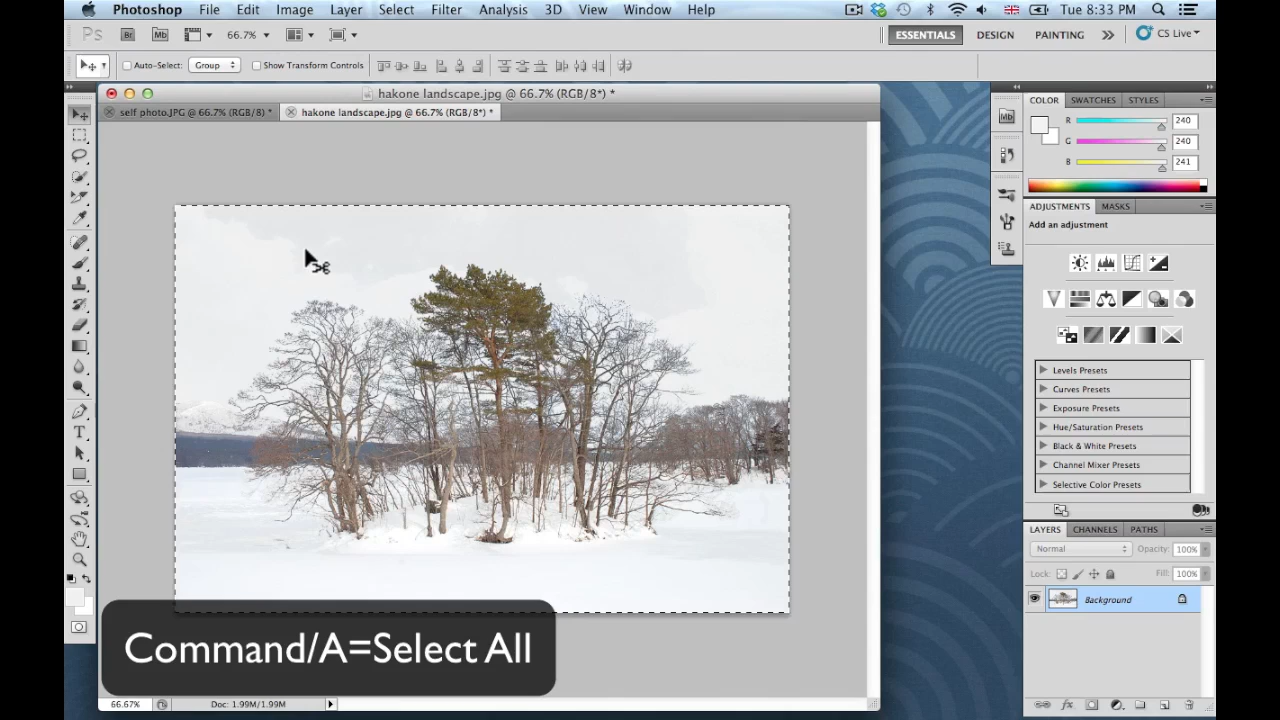 Photoshop File Edit Image Layer Select Filter Analysis 3D View Window Help Tue 8:33 PM
Ps Br Mb 66.7% ESSENTIALS DESIGN PAINTING CS Live
Auto-Select: Group Show Transform Controls
hakone landscape.jpg @ 66.7% (RGB/8*) *
self photo.JPG @ 66.7% (RGB/8) * hakone landscape.jpg @ 66.7% (RGB/8*) *
Mb
COLOR SWATCHES STYLES
R 240
G 240
B 241
ADJUSTMENTS MASKS
Add an adjustment
Levels Presets
Curves Presets
Exposure Presets
Hue/Saturation Presets
Black & White Presets
Channel Mixer Presets
Selective Color Presets
LAYERS CHANNELS PATHS
Normal Opacity: 100%
Lock: Fill: 100%
Background
T
Command/A=Select All
66.67% Doc: 1.99M/1.99M
fx